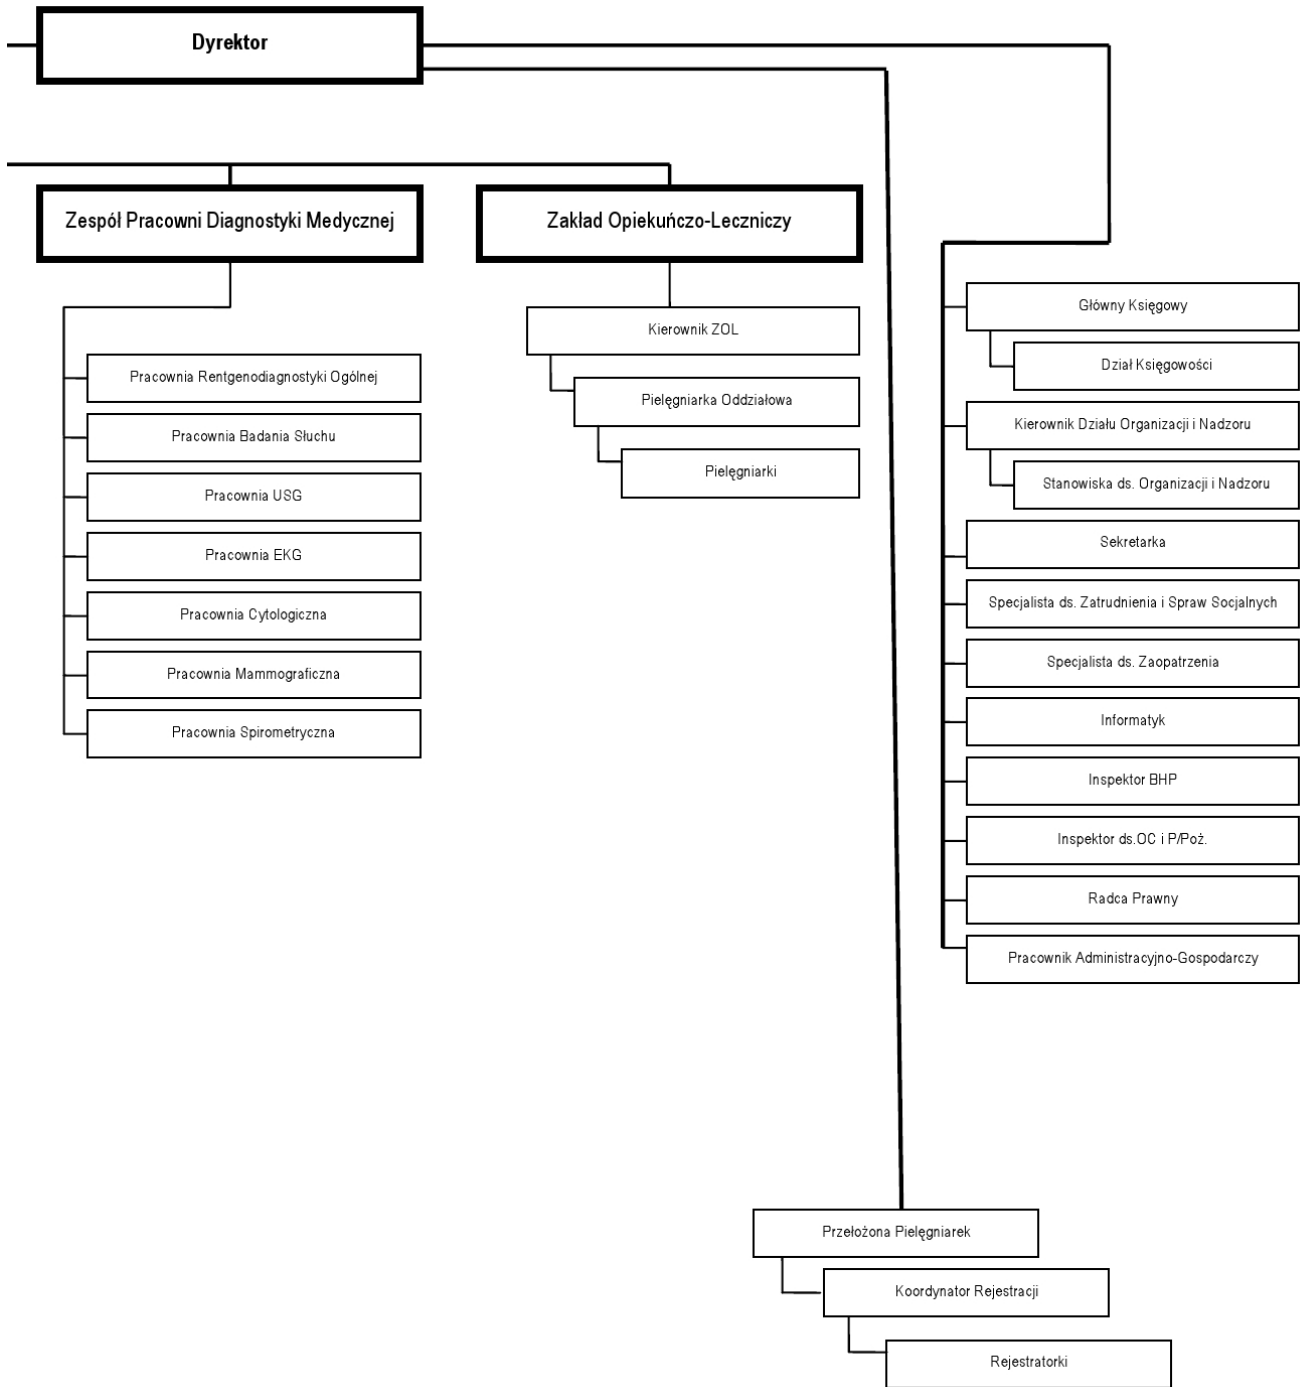 Dyrektor
Zespół Pracowni Diagnostyki Medycznej
Pracownia Rentgenodiagnostyki Ogólnej
Pracownia Badania Słuchu
Pracownia USG
Pracownia EKG
Pracownia Cytologiczna
Pracownia Mammograficzna
Pracownia Spirometryczna
Zakład Opiekuńczo-Leczniczy
Kierownik ZOL
Pielęgniarka Oddziałowa
Pielęgniarki
Główny Księgowy
Dział Księgowości
Kierownik Działu Organizacji i Nadzoru
Stanowiska ds. Organizacji i Nadzoru
Sekretarka
Specjalista ds. Zatrudnienia i Spraw Socjalnych
Specjalista ds. Zaopatrzenia
Informatyk
Inspektor BHP
Inspektor ds.OC i P/Poż.
Radca Prawny
Pracownik Administracyjno-Gospodarczy
Przełożona Pielęgniarek
Koordynator Rejestracji
Rejestratorki